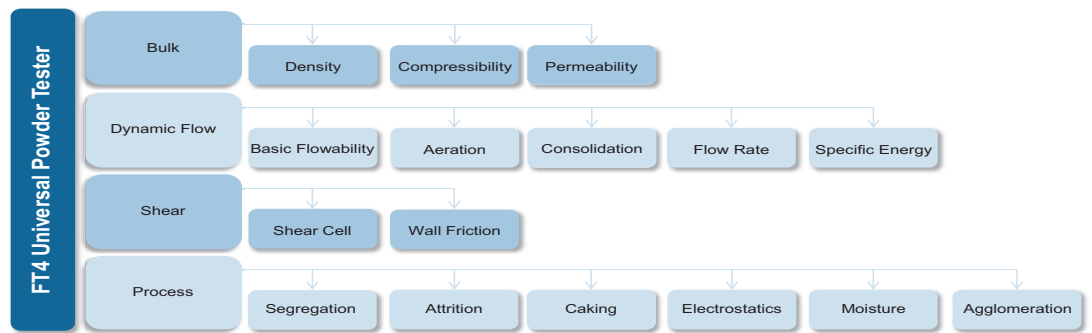 FT4 Universal Powder Tester
Bulk
Density
Compressibility
Permeability
Dynamic Flow
Basic Flowability
Aeration
Consolidation
Flow Rate
Specific Energy
Shear
Shear Cell
Wall Friction
Process
Segregation
Attrition
Caking
Electrostatics
Moisture
Agglomeration